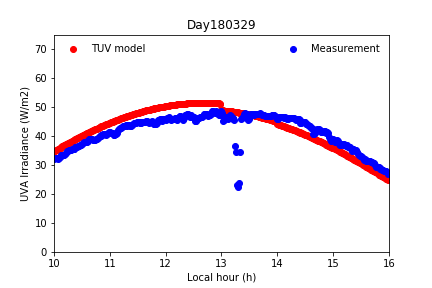 Day180329
TUV model
Measurement
UVA Irradiance (W/m2)
70
60
50
40
30
20
10
0
10 11 12 13 14 15 16
Local hour (h)